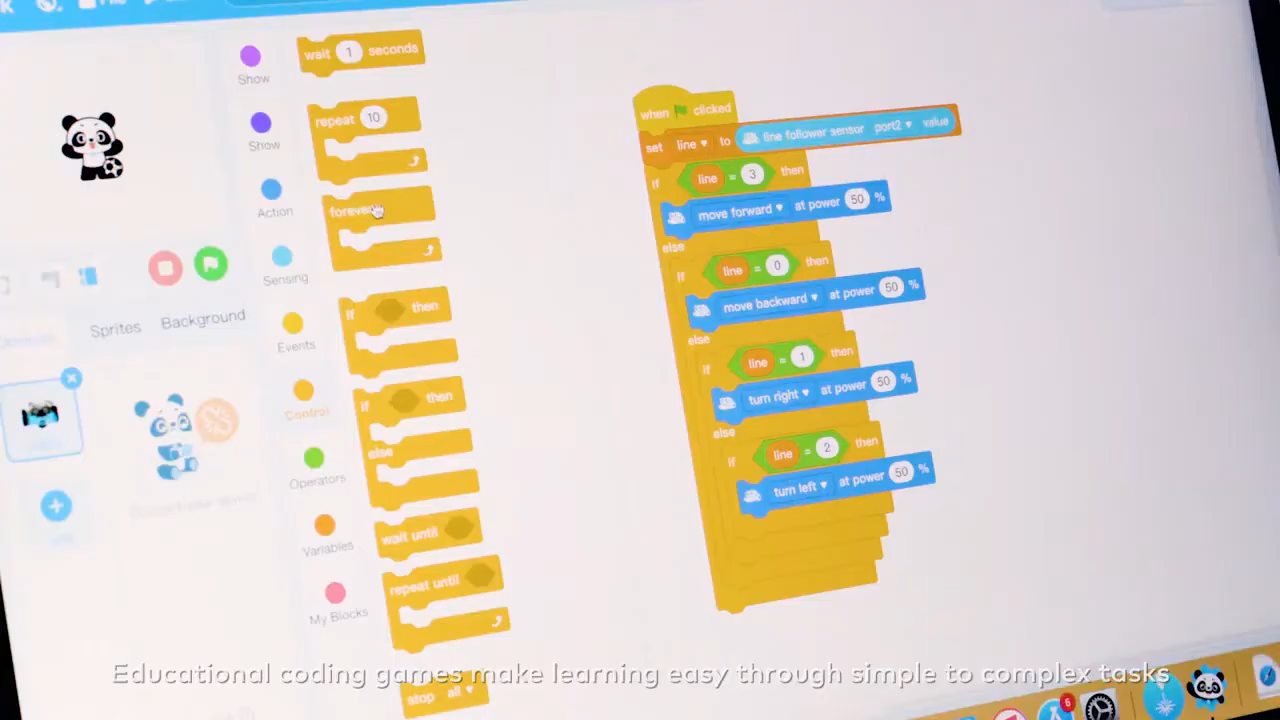 wait 1 seconds
Show
repeat 10
Show
forever
Action
Sensing
if then
Events
if then
Control
else
Operators
wait until
Variables
repeat until
My Blocks
stop all
Sprites
Background
when clicked
set line to line follower sensor port2 value
if line = 3 then
move forward at power 50 %
else
if line = 0 then
move backward at power 50 %
else
if line = 1 then
turn right at power 50 %
else
if line = 2 then
turn left at power 50 %
Educational coding games make learning easy through simple to complex tasks
5